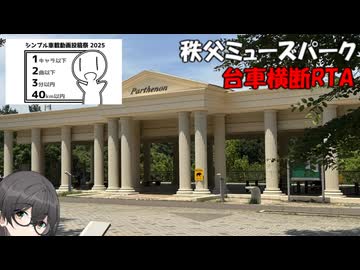 シンプル車載動画投稿祭 2025
1キャラ以下
2曲以下
3分以内
40km以内
秩父ミューズパーク
台車横断RTA
Parthenon